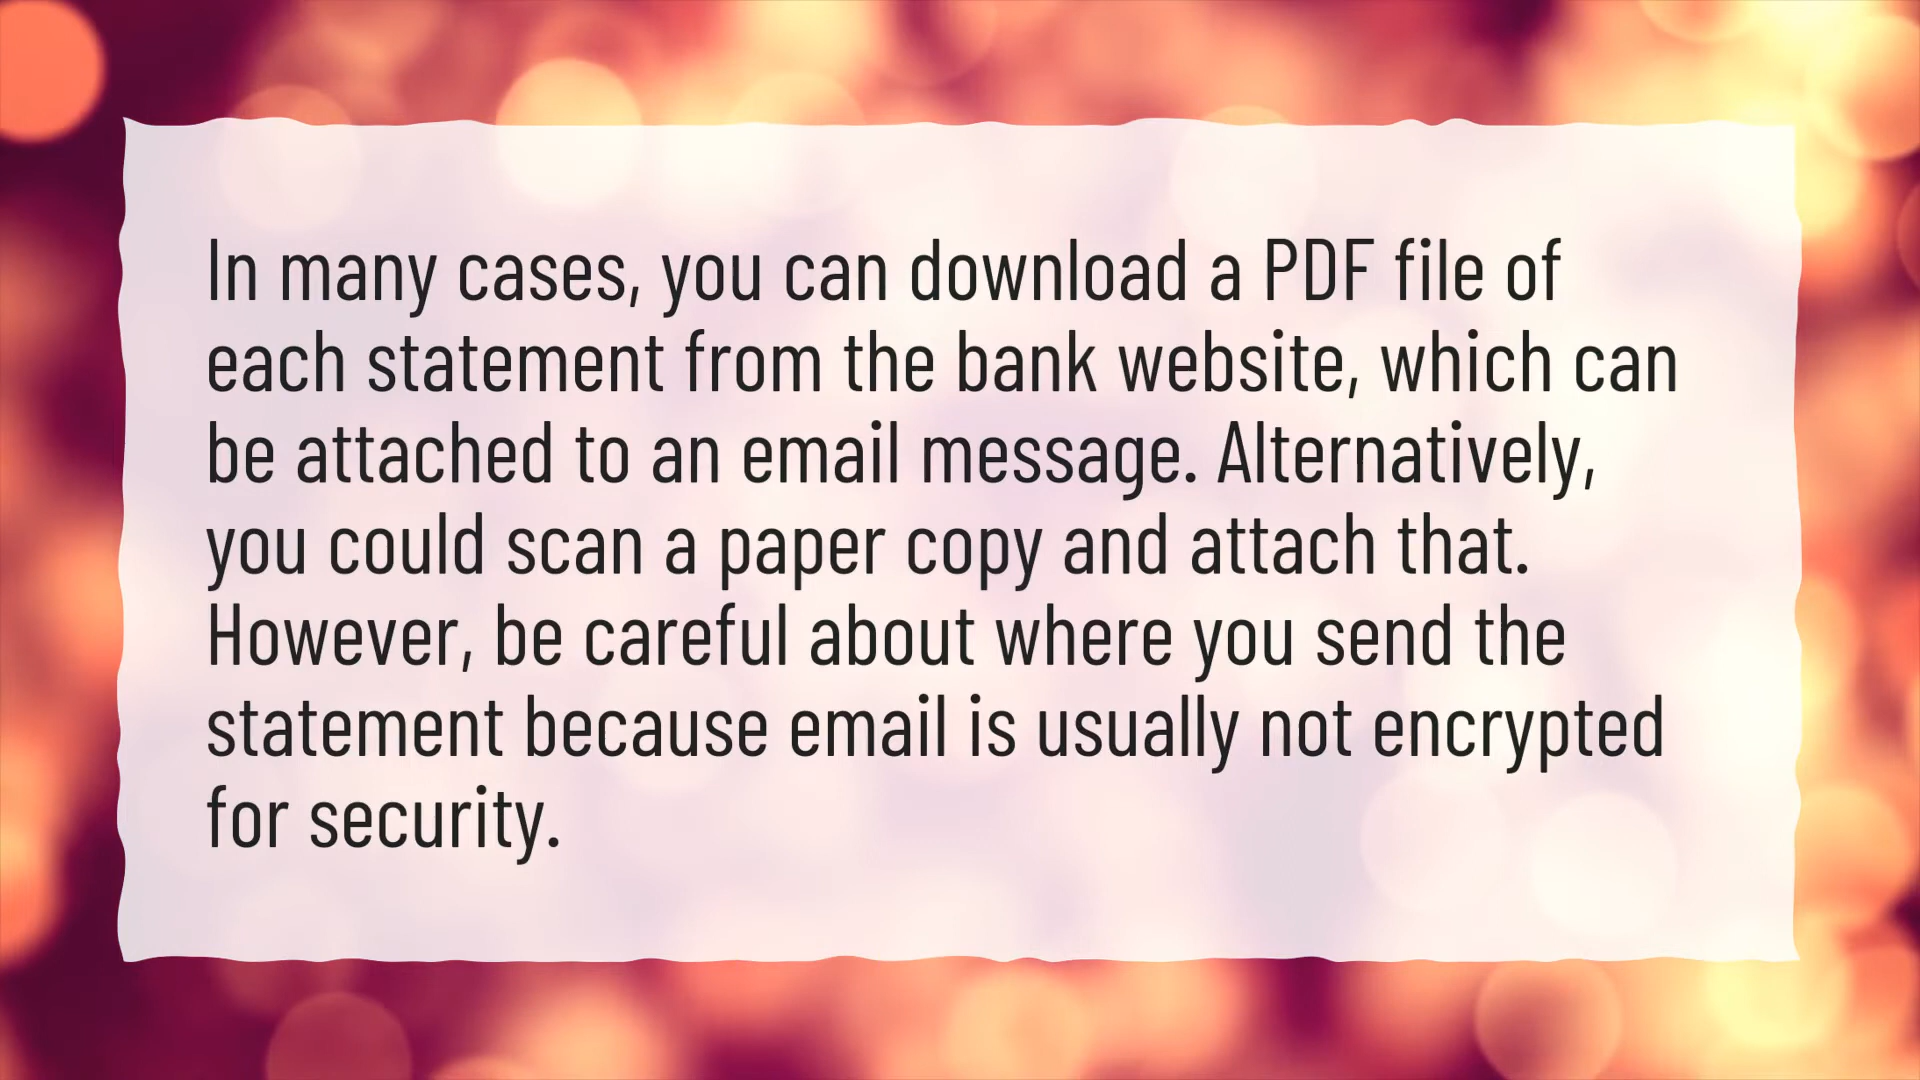 In many cases, you can download a PDF file of
each statement from the bank website, which can
be attached to an email message. Alternatively,
you could scan a paper copy and attach that.
However, be careful about where you send the
statement because email is usually not encrypted
for security.